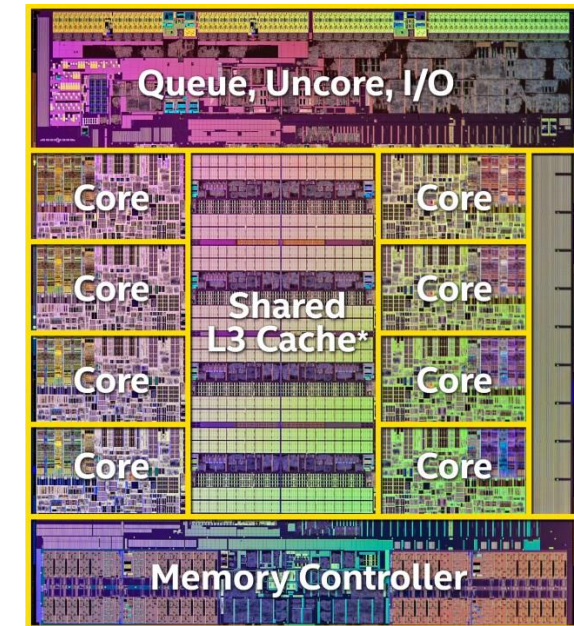 Queue, Uncore, I/O
Core
Core
Core
Core
Shared
L3 Cache*
Core
Core
Core
Core
Memory Controller